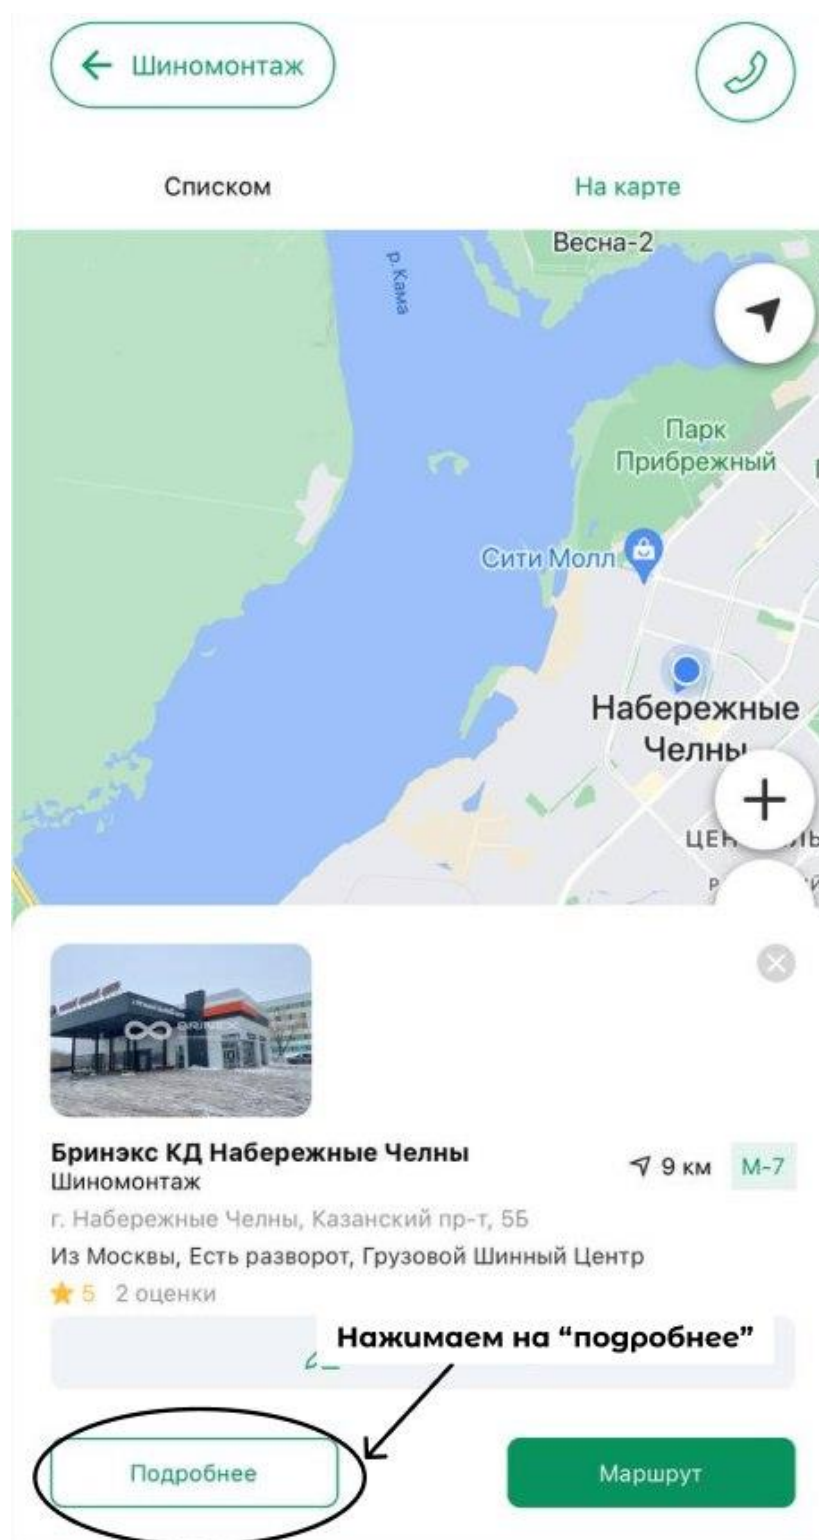 Шиномонтаж
Списком
На карте
Весна-2
р. Кама
Парк
Прибрежный
Сити Молл
Набережные
Челны
BRINEX
Бринэкс КД Набережные Челны
9 км
М-7
Шиномонтаж
г. Набережные Челны, Казанский пр-т, 5Б
Из Москвы, Есть разворот, Грузовой Шинный Центр
5 2 оценки
Нажимаем на “подробнее”
Подробнее
Маршрут